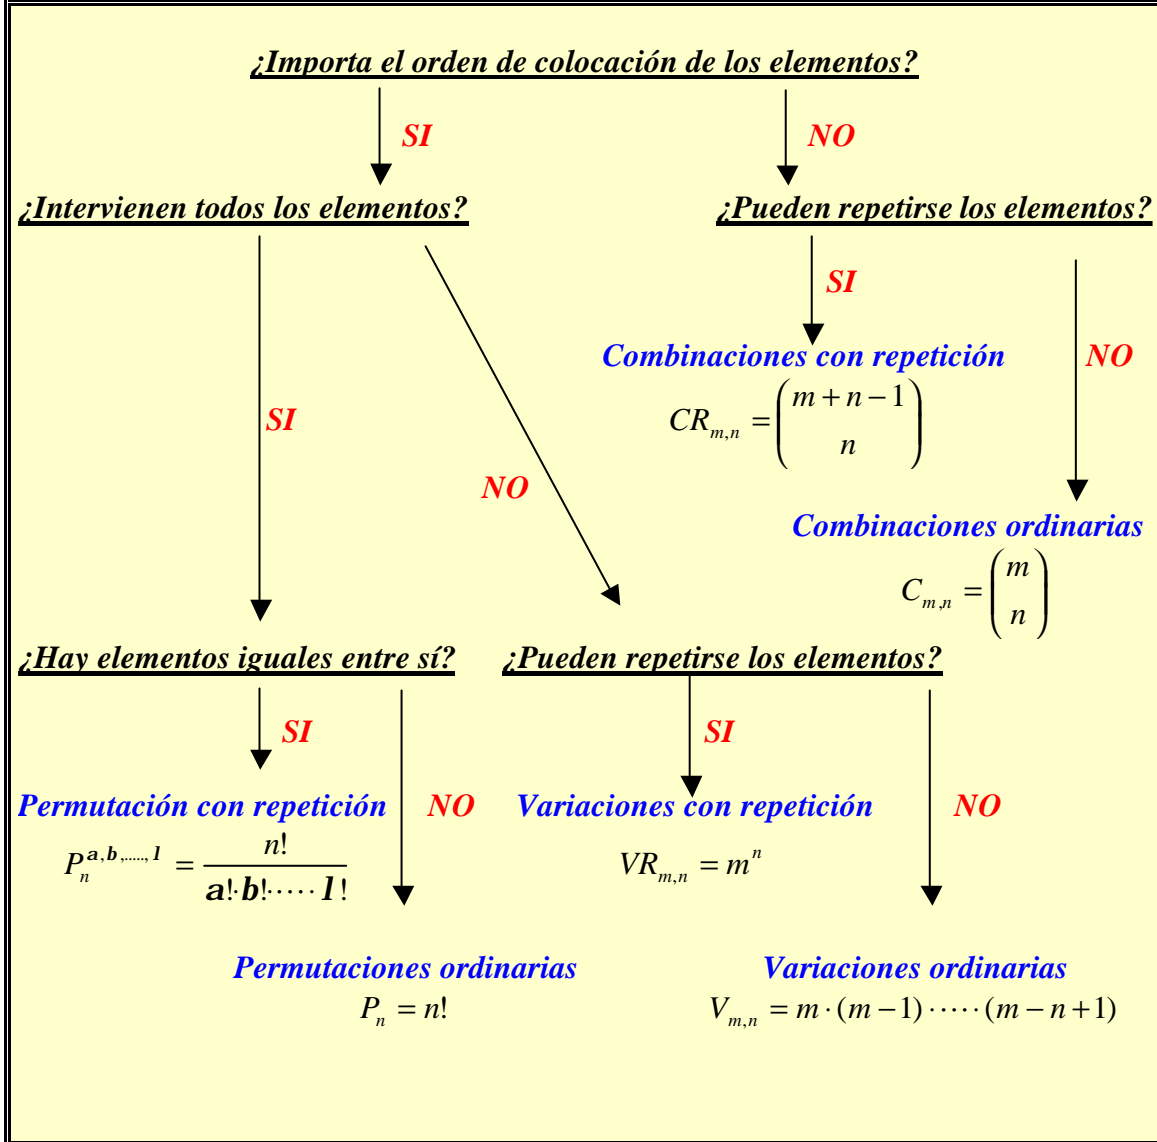 ¿Importa el orden de colocación de los elementos?
SI
NO
¿Intervienen todos los elementos?
¿Pueden repetirse los elementos?
SI
Combinaciones con repetición
NO
CR_{m,n} = \binom{m+n-1}{n}
SI
NO
Combinaciones ordinarias
C_{m,n} = \binom{m}{n}
¿Hay elementos iguales entre sí?
¿Pueden repetirse los elementos?
SI
SI
Permutación con repetición
NO
Variaciones con repetición
NO
P_n^{a,b,.....,l} = \frac{n!}{a!·b!·····l!}
VR_{m,n} = m^n
Permutaciones ordinarias
Variaciones ordinarias
P_n = n!
V_{m,n} = m·(m−1)·····(m−n+1)